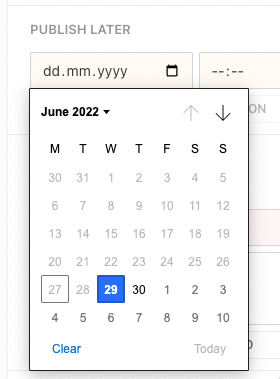 PUBLISH LATER
dd.mm.yyyy --:--
ON
June 2022
M T W T F S S
30 31 1 2 3 4 5
6 7 8 9 10 11 12
13 14 15 16 17 18 19
20 21 22 23 24 25 26
27 28 29 30 1 2 3
4 5 6 7 8 9 10
Clear Today